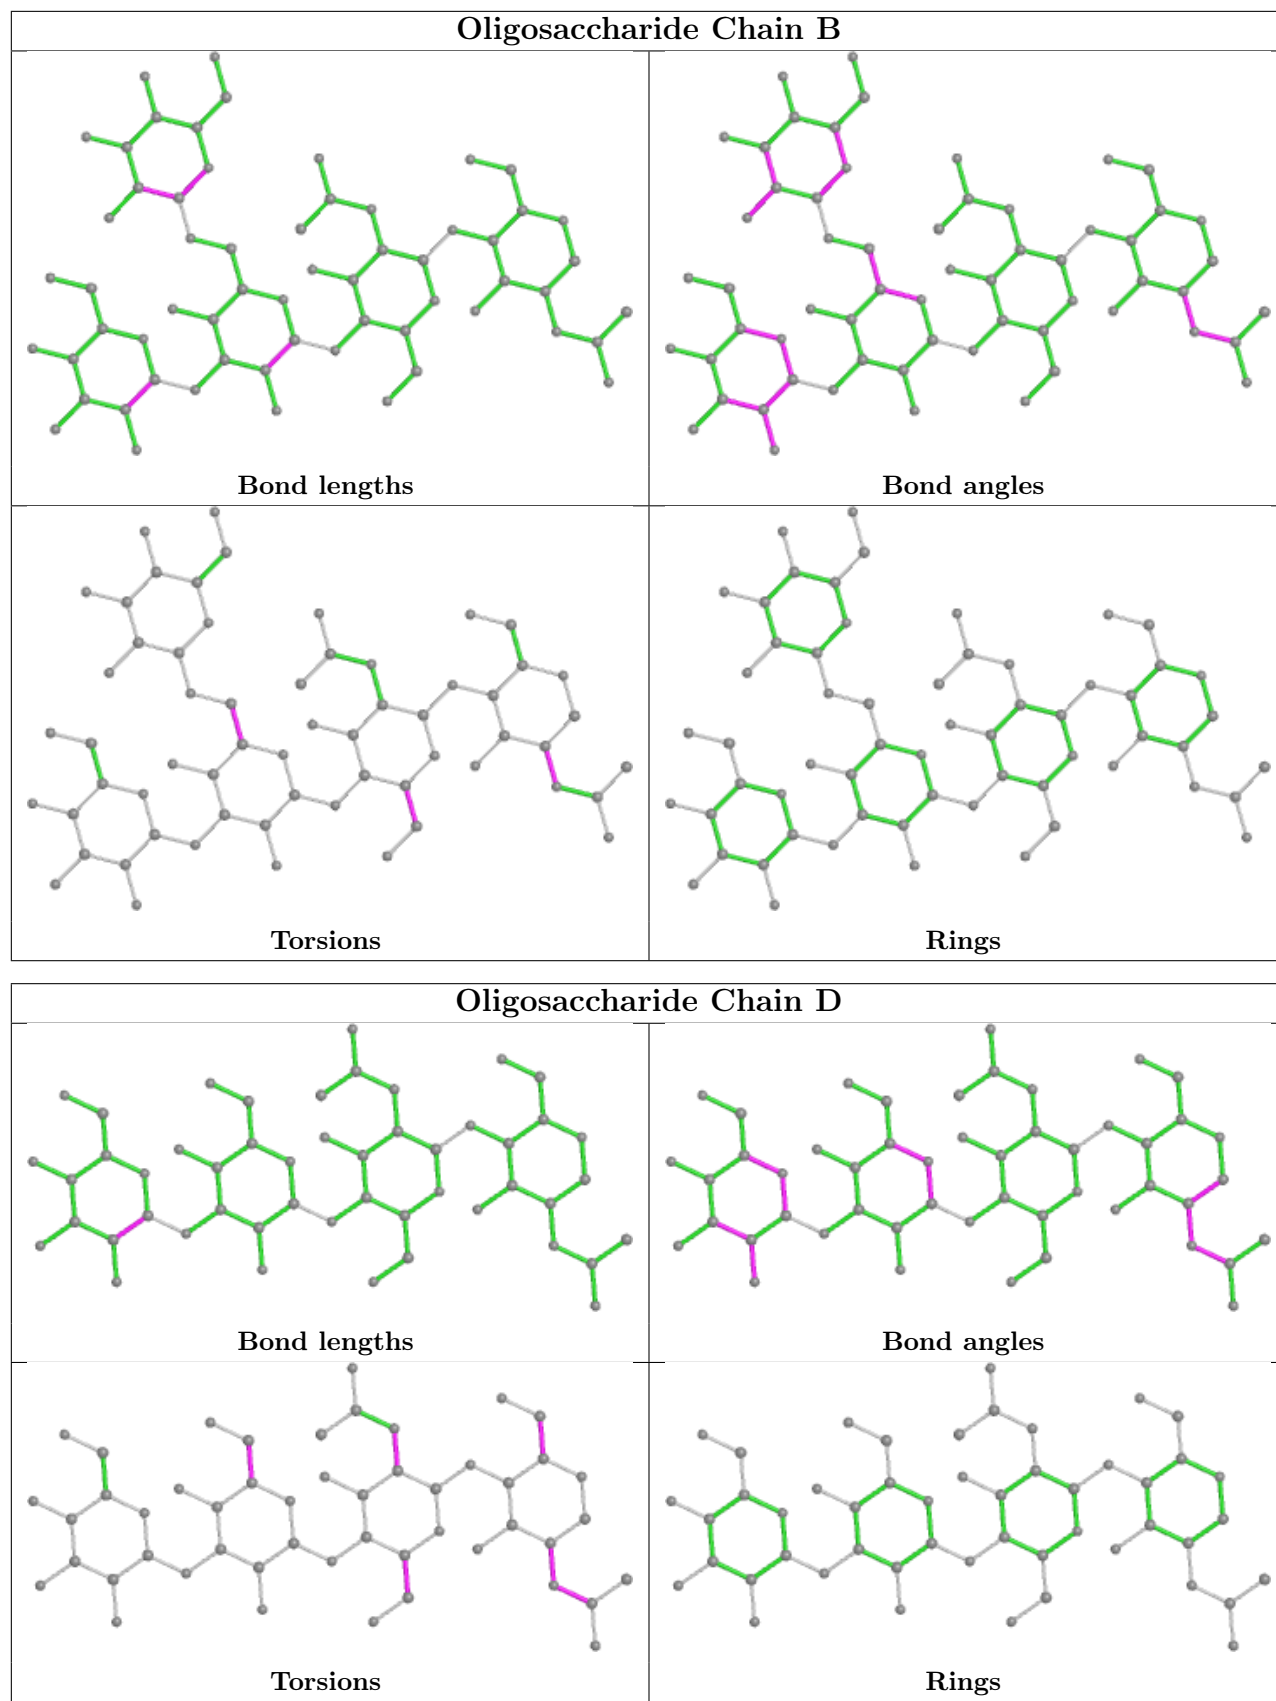 Oligosaccharide Chain B
Bond lengths
Bond angles
Torsions
Rings
Oligosaccharide Chain D
Bond lengths
Bond angles
Torsions
Rings